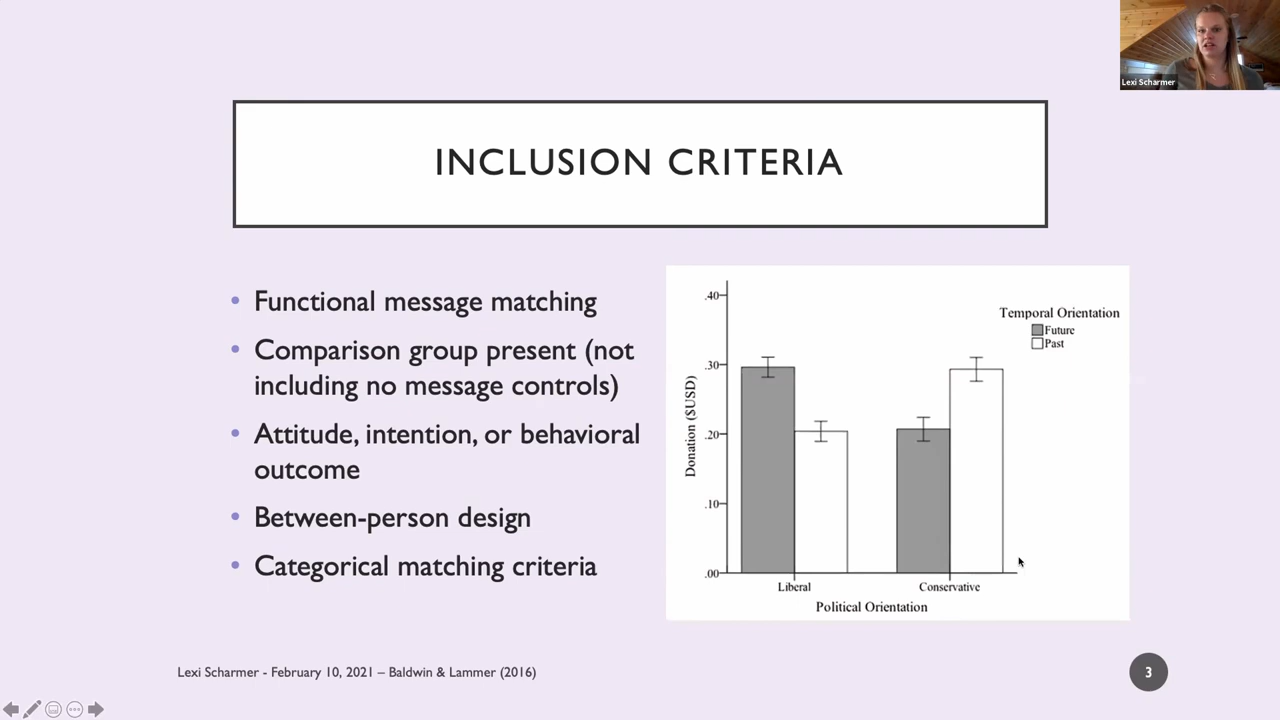 Lexi Scharmer
INCLUSION CRITERIA
• Functional message matching
• Comparison group present (not
including no message controls)
• Attitude, intention, or behavioral
outcome
• Between-person design
• Categorical matching criteria
Temporal Orientation
Future
Past
Donation ($USD)
.40
.30
.20
.10
.00
Liberal
Conservative
Political Orientation
Lexi Scharmer - February 10, 2021 – Baldwin & Lammer (2016)
3